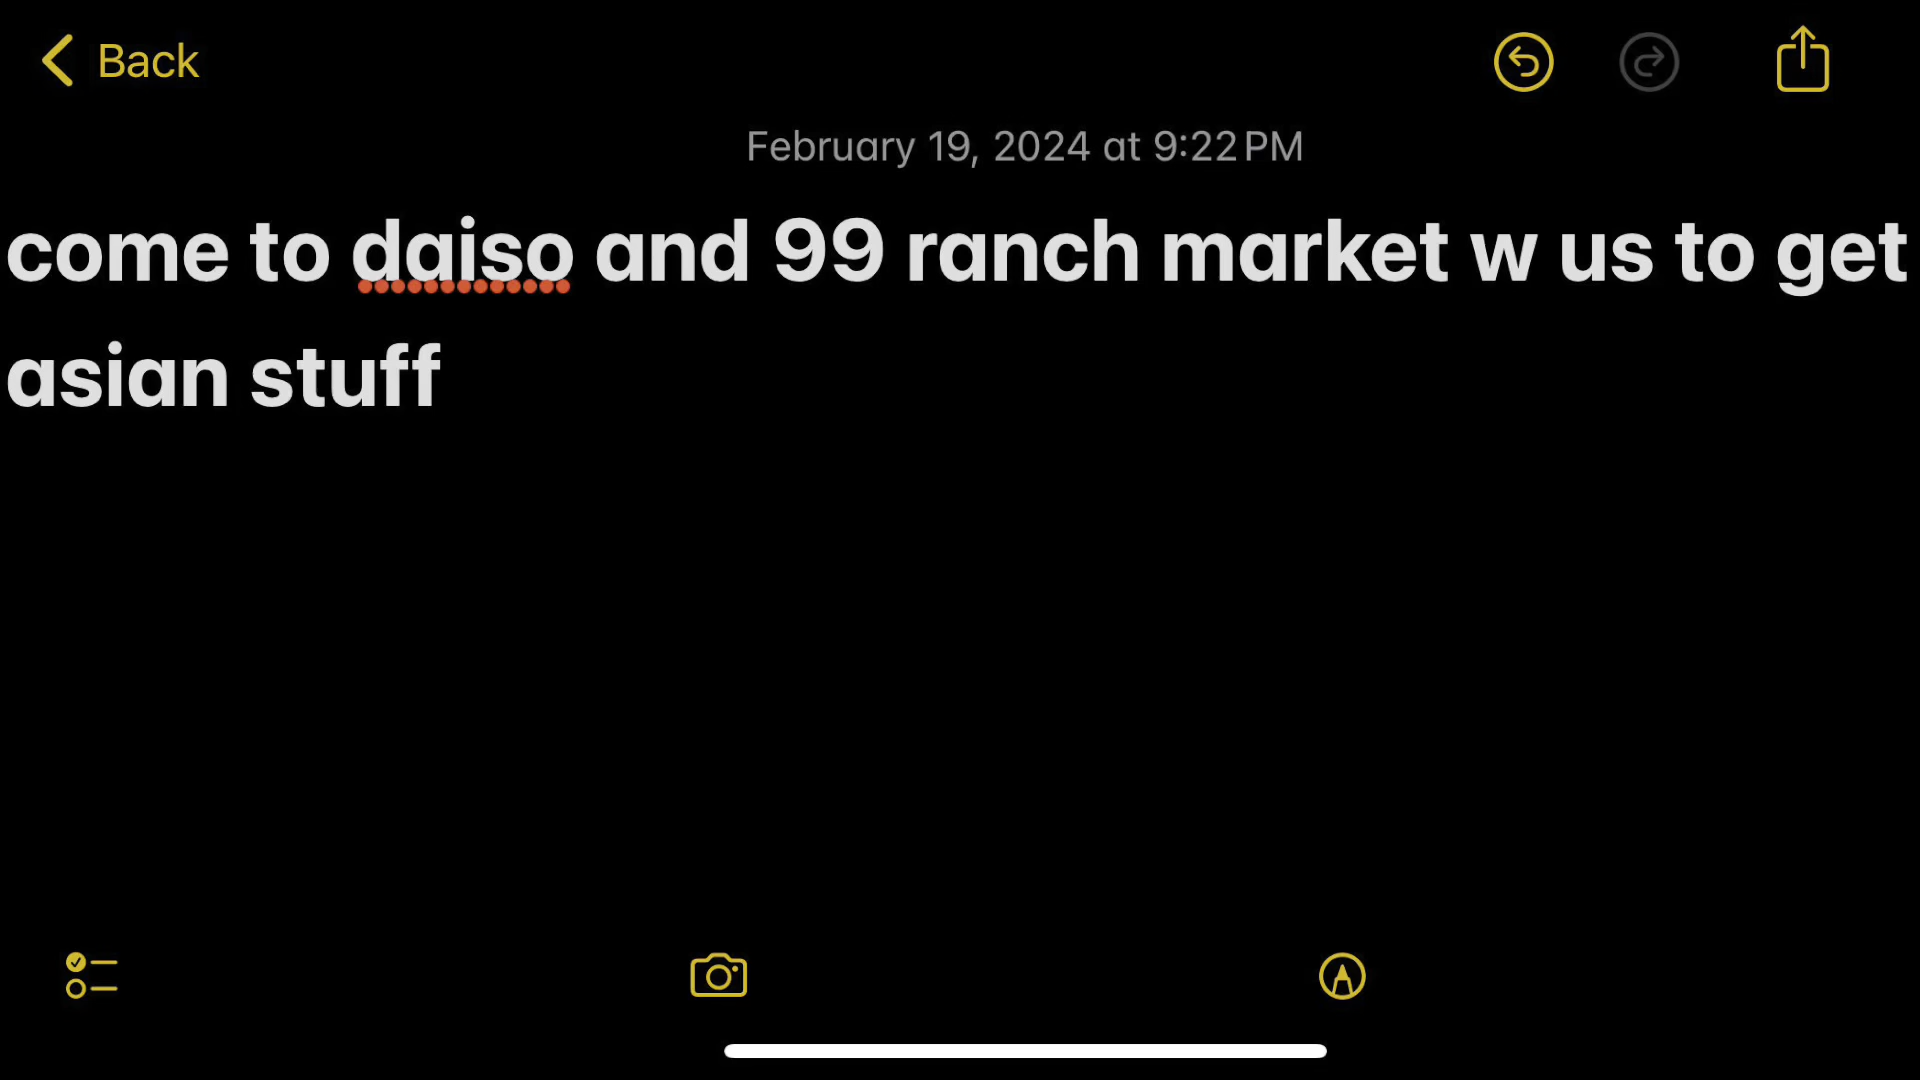 Back
February 19, 2024 at 9:22 PM
come to daiso and 99 ranch market w us to get
asian stuff